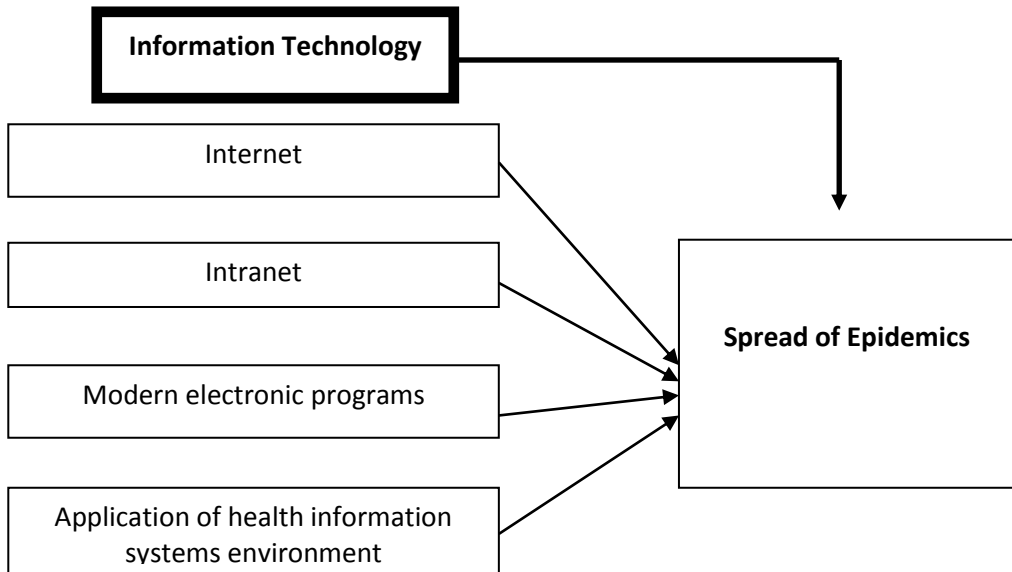 Information Technology
Internet
Intranet
Modern electronic programs
Application of health information
systems environment
Spread of Epidemics